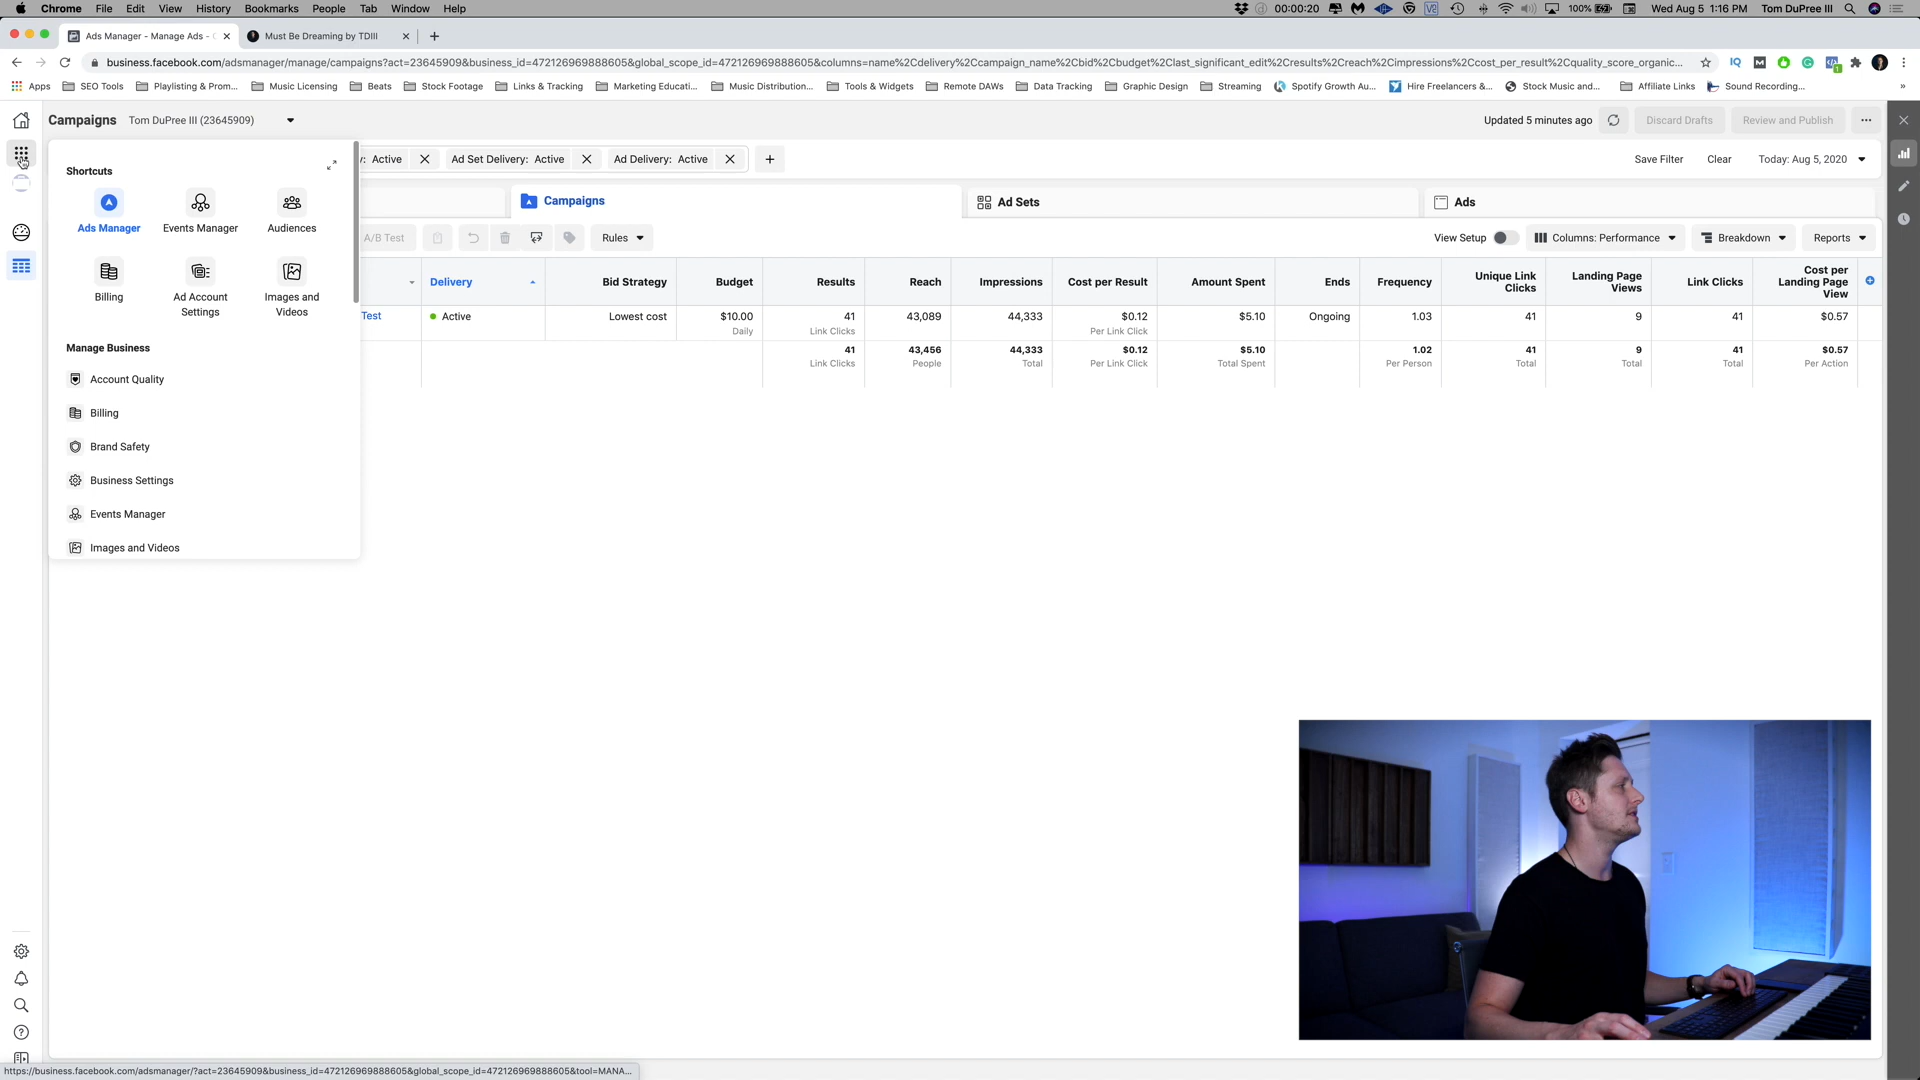 Chrome File Edit View History Bookmarks People Tab Window Help 00:00:20 100% Wed Aug 5 1:16 PM Tom DuPree III
Ads Manager - Manage Ads - Must Be Dreaming by TDIII
business.facebook.com/adsmanager/manage/campaigns?act=23645909&business_id=472126969888605&global_scope_id=472126969888605&columns=name%2Cdelivery%2Ccampaign_name%2Cbid%2Cbudget%2Clast_significant_edit%2Cresults%2Creach%2Cimpressions%2Ccost_per_result%2Cquality_score_organic...
Apps SEO Tools Playlisting & Prom... Music Licensing Beats Stock Footage Links & Tracking Marketing Educati... Music Distribution... Tools & Widgets Remote DAWs Data Tracking Graphic Design Streaming Spotify Growth Au... Hire Freelancers &... Stock Music and... Affiliate Links Sound Recording... »
Campaigns Tom DuPree III (23645909) Updated 5 minutes ago Discard Drafts Review and Publish
Shortcuts
y: Active Ad Set Delivery: Active Ad Delivery: Active Save Filter Clear Today: Aug 5, 2020
Campaigns Ad Sets Ads
Ads Manager Events Manager Audiences
A/B Test Rules View Setup Columns: Performance Breakdown Reports
Billing Ad Account Settings Images and Videos
Delivery Bid Strategy Budget Results Reach Impressions Cost per Result Amount Spent Ends Frequency Unique Link Clicks Landing Page Views Link Clicks Cost per Landing Page View
Test Active Lowest cost $10.00 41 43,089 44,333 $0.12 $5.10 Ongoing 1.03 41 9 41 $0.57
Daily Link Clicks Per Link Click
41 43,456 44,333 $0.12 $5.10 1.02 41 9 41 $0.57
Link Clicks People Total Per Link Click Total Spent Per Person Total Total Total Per Action
Manage Business
Account Quality
Billing
Brand Safety
Business Settings
Events Manager
Images and Videos
https://business.facebook.com/adsmanager/?act=23645909&business_id=472126969888605&global_scope_id=472126969888605&tool=MANA...